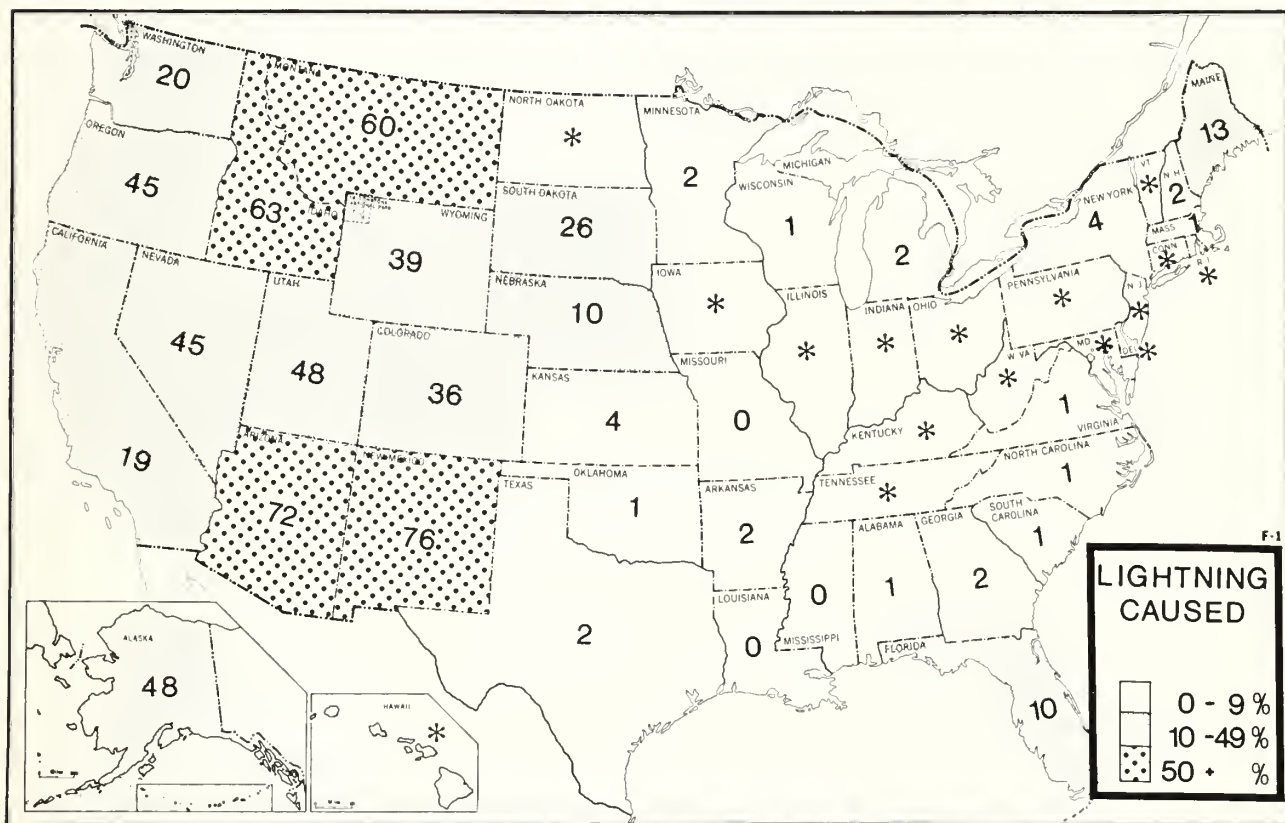 WASHINGTON
20
MONTANA
60
NORTH DAKOTA
*
MINNESOTA
2
MAINE
13
OREGON
45
IDAHO
63
WYOMING
39
SOUTH DAKOTA
26
WISCONSIN
1
MICHIGAN
2
NEW YORK
4
VT
*
N H
2
MASS
1
CONN
*
R I
*
CALIFORNIA
19
NEVADA
45
UTAH
48
COLORADO
36
NEBRASKA
10
IOWA
*
ILLINOIS
*
INDIANA
*
OHIO
*
PENNSYLVANIA
*
N J
*
MD
*
DEL
*
W VA
*
VIRGINIA
1
KANSAS
4
MISSOURI
0
KENTUCKY
*
ARIZONA
72
NEW MEXICO
76
TEXAS
2
OKLAHOMA
1
ARKANSAS
2
TENNESSEE
*
NORTH CAROLINA
1
SOUTH
CAROLINA
1
LOUISIANA
0
MISSISSIPPI
0
ALABAMA
1
GEORGIA
2
FLORIDA
10
ALASKA
48
HAWAII
*
F-1
LIGHTNING
CAUSED
0 - 9 %
10 -49 %
50 + %